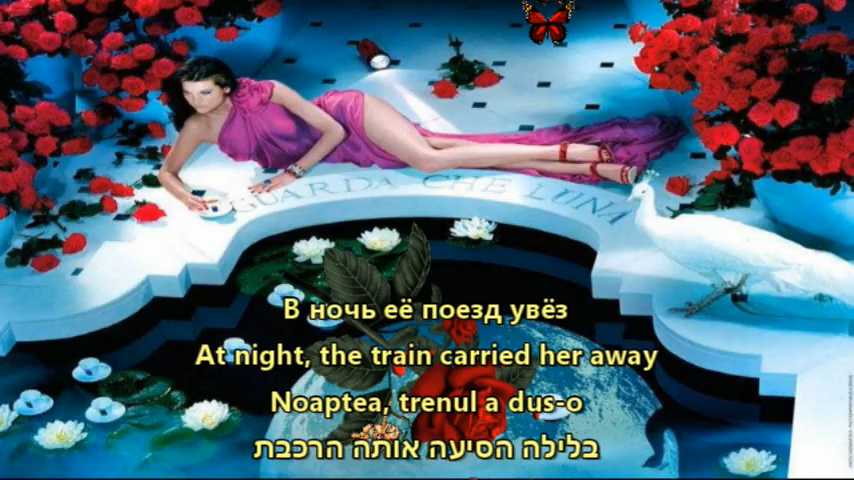 GUARDA CHE LUNA
В ночь её поезд увёз
At night, the train carried her away
Noaptea, trenul a dus-o
בלילה הסיעה אותה הרכבת